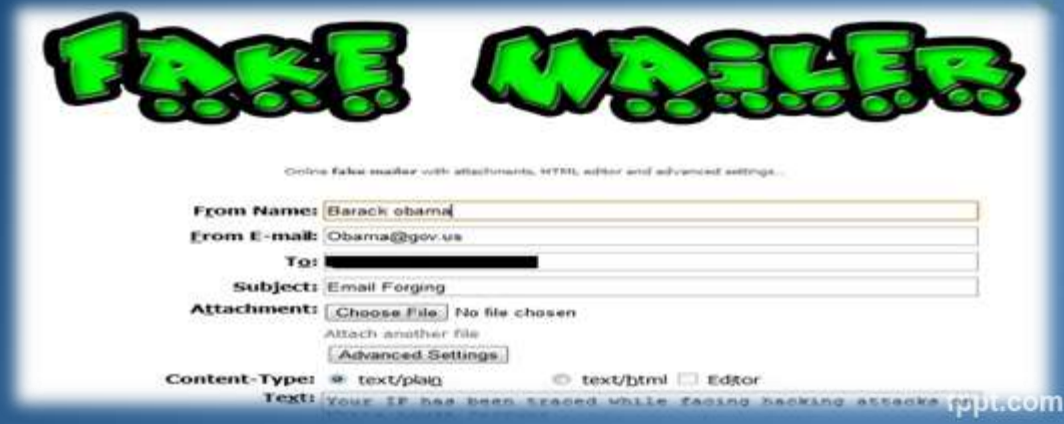 FAKE MAILER
Online fake mailer with attachments, HTML editor and advanced settings...
From Name: Barack obama
From E-mail: Obama@gov.us
To:
Subject: Email Forging
Attachment: Choose File No file chosen
Attach another file
Advanced Settings
Content-Type: text/plain text/html Editor
Text: Your IP has been traced while facing hacking attacks on
fppt.com